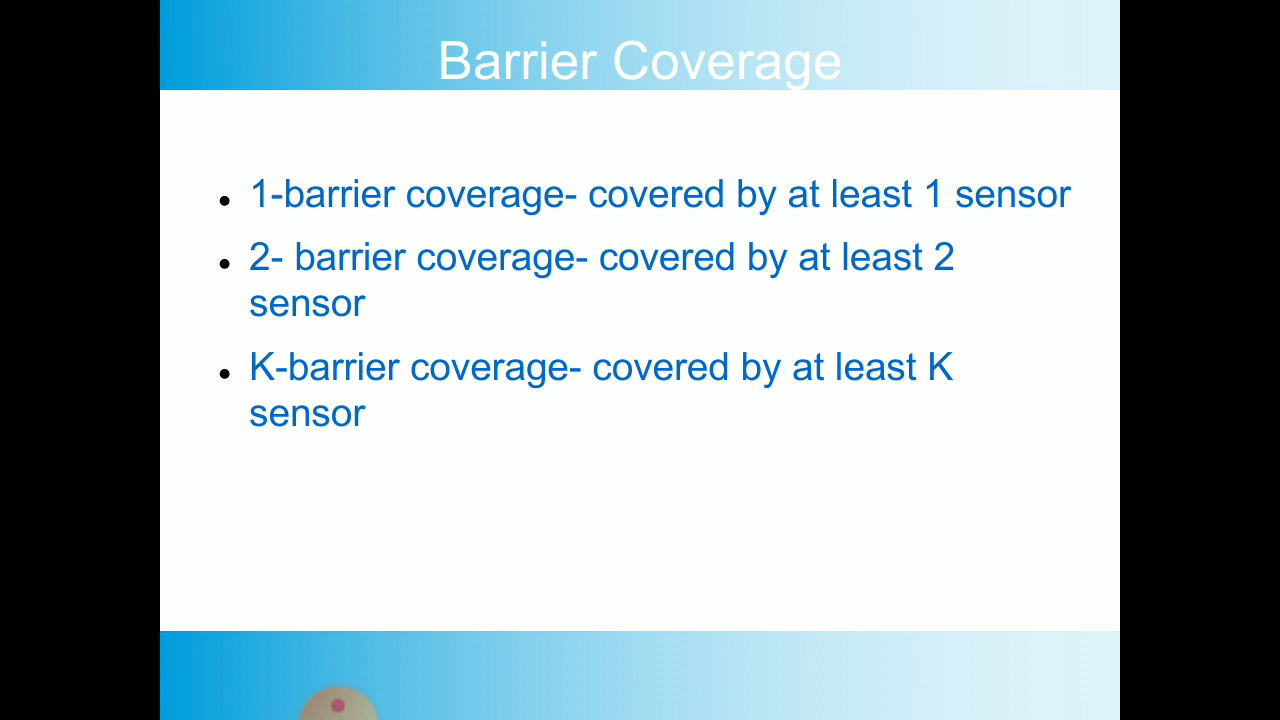 Barrier Coverage
1-barrier coverage- covered by at least 1 sensor
2- barrier coverage- covered by at least 2
sensor
K-barrier coverage- covered by at least K
sensor